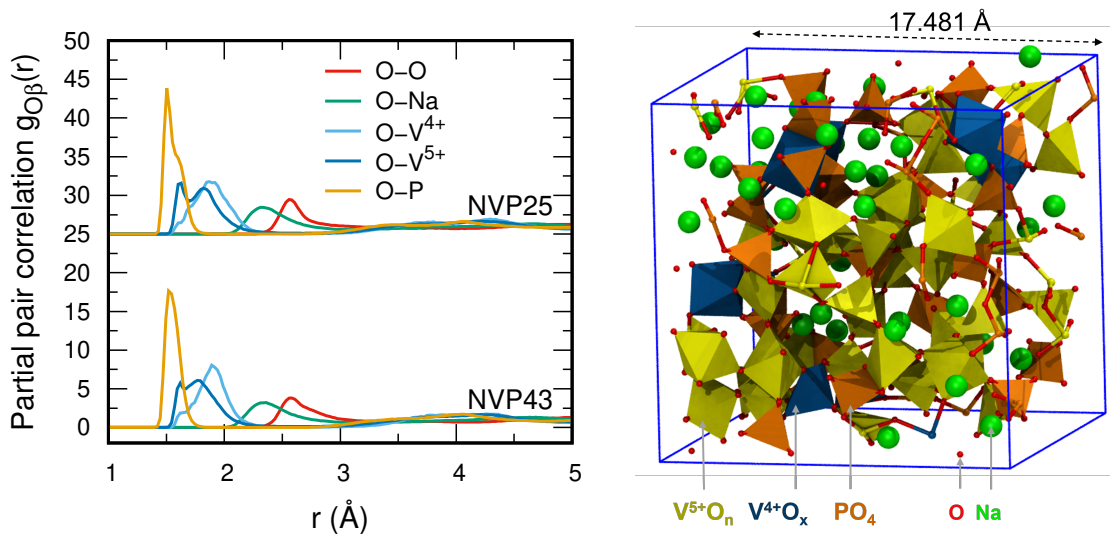 Partial pair correlation g_Oβ(r)
50
45
40
35
30
25
20
15
10
5
0
O–O
O–Na
O–V⁴⁺
O–V⁵⁺
O–P
NVP25
NVP43
1 2 3 4 5
r (Å)
17.481 Å
V⁵⁺Oₙ V⁴⁺Oₓ PO₄ O Na